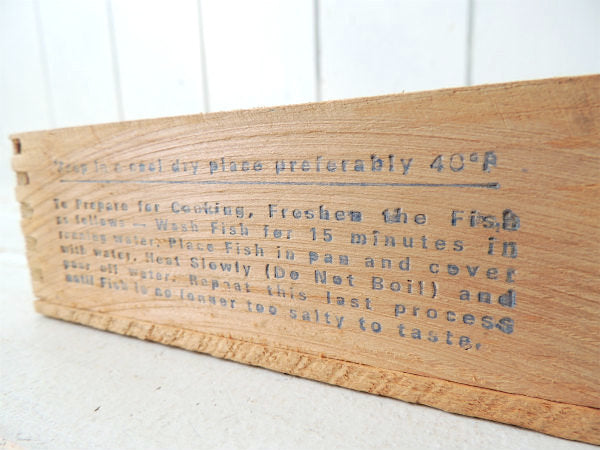 Keep in a cool dry place preferably 40°F
To Prepare for Cooking, Freshen the Fish
as follows — Wash Fish for 15 minutes in
running water. Place Fish in pan and cover
with water, Heat Slowly (Do Not Boil) and
pour off water. Repeat this last process
until Fish is no longer too salty to taste.